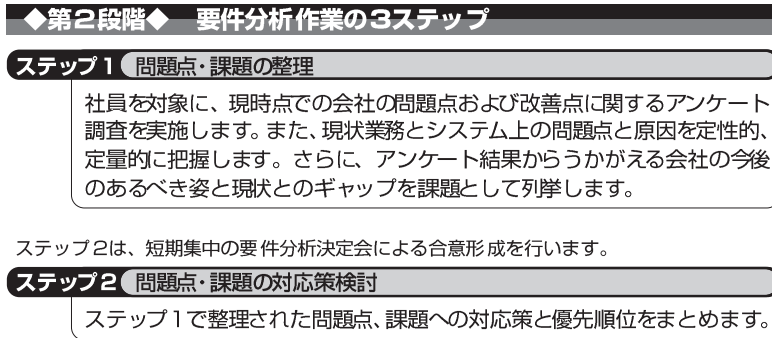 ◆第2段階◆　要件分析作業の3ステップ
ステップ1 問題点・課題の整理
社員を対象に、現時点での会社の問題点および改善点に関するアンケート
調査を実施します。また、現状業務とシステム上の問題点と原因を定性的、
定量的に把握します。さらに、アンケート結果からうかがえる会社の今後
のあるべき姿と現状とのギャップを課題として列挙します。
ステップ2は、短期集中の要件分析決定会による合意形成を行います。
ステップ2 問題点・課題の対応策検討
ステップ1で整理された問題点、課題への対応策と優先順位をまとめます。